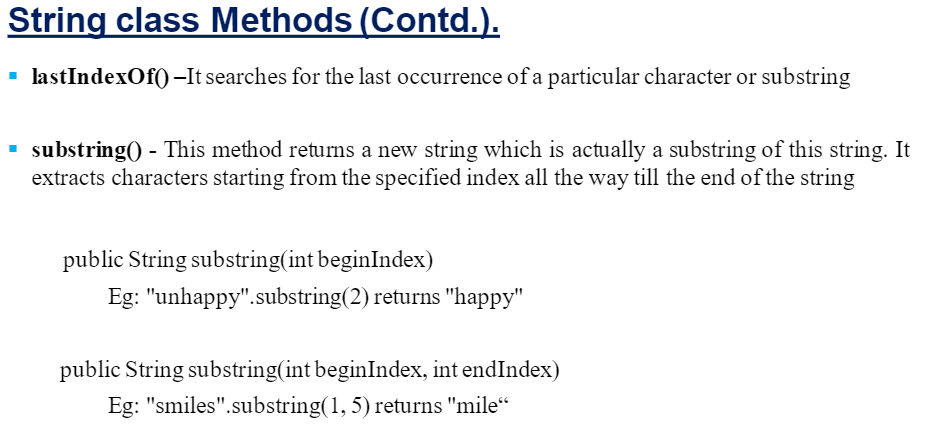 String class Methods (Contd.).
▪ lastIndexOf() –It searches for the last occurrence of a particular character or substring
▪ substring() - This method returns a new string which is actually a substring of this string. It
extracts characters starting from the specified index all the way till the end of the string
public String substring(int beginIndex)
Eg: "unhappy".substring(2) returns "happy"
public String substring(int beginIndex, int endIndex)
Eg: "smiles".substring(1, 5) returns "mile“